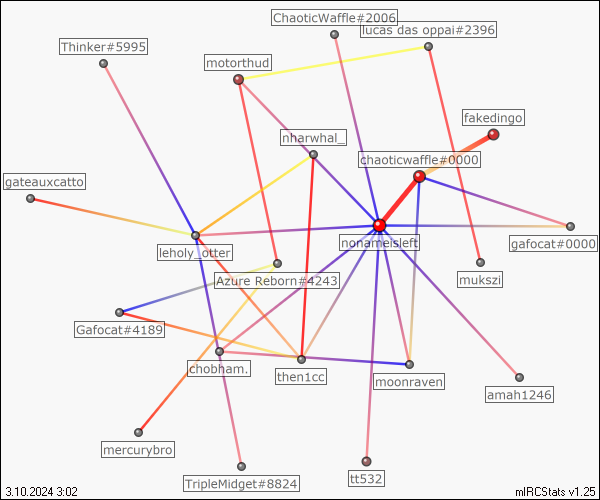 ChaoticWaffle#2006
lucas das oppai#2396
Thinker#5995
motorthud
fakedingo
nharwhal_
chaoticwaffle#0000
gateauxcatto
nonameisleft
gafocat#0000
leholy_otter
Azure Reborn#4243
mukszi
Gafocat#4189
chobham.
then1cc
moonraven
amah1246
mercurybro
tt532
TripleMidget#8824
3.10.2024 3:02
mIRCStats v1.25